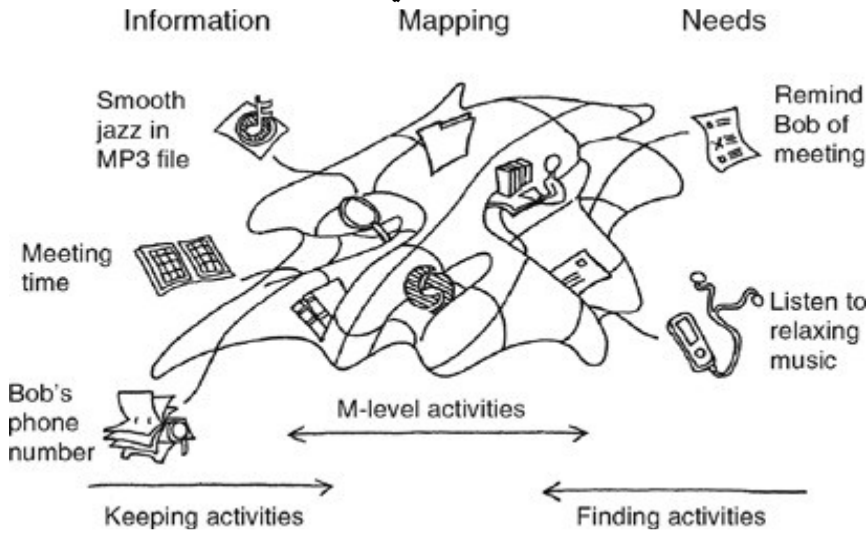 Information
Mapping
Needs
Smooth
jazz in
MP3 file
Remind
Bob of
meeting
Meeting
time
Listen to
relaxing
music
Bob's
phone
number
M-level activities
Keeping activities
Finding activities